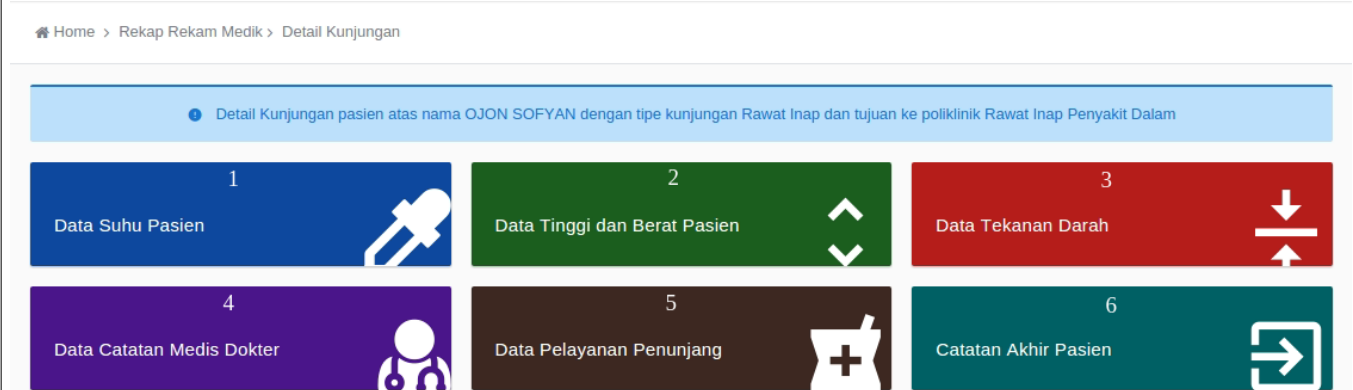 Home > Rekap Rekam Medik > Detail Kunjungan
Detail Kunjungan pasien atas nama OJON SOFYAN dengan tipe kunjungan Rawat Inap dan tujuan ke poliklinik Rawat Inap Penyakit Dalam
1
Data Suhu Pasien
2
Data Tinggi dan Berat Pasien
3
Data Tekanan Darah
4
Data Catatan Medis Dokter
5
Data Pelayanan Penunjang
6
Catatan Akhir Pasien